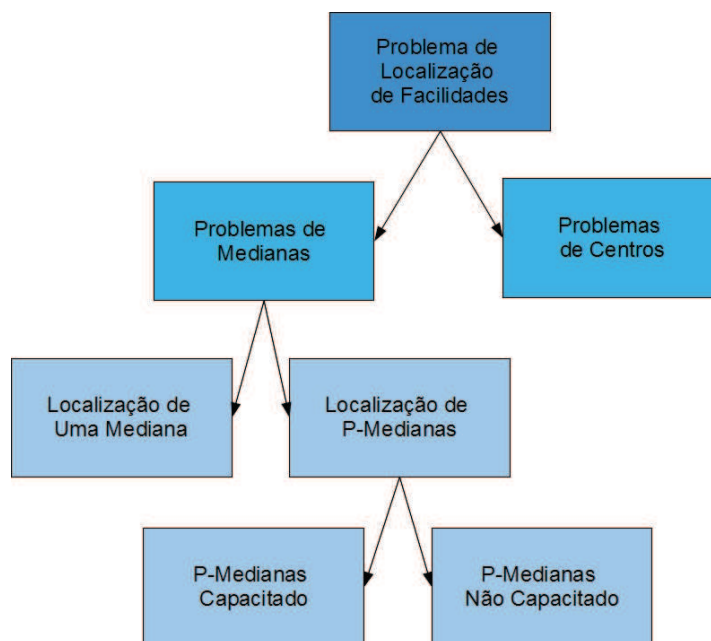 Problema de
Localização
de Facilidades
Problemas de
Medianas
Problemas
de Centros
Localização de
Uma Mediana
Localização de
P-Medianas
P-Medianas
Capacitado
P-Medianas
Não Capacitado